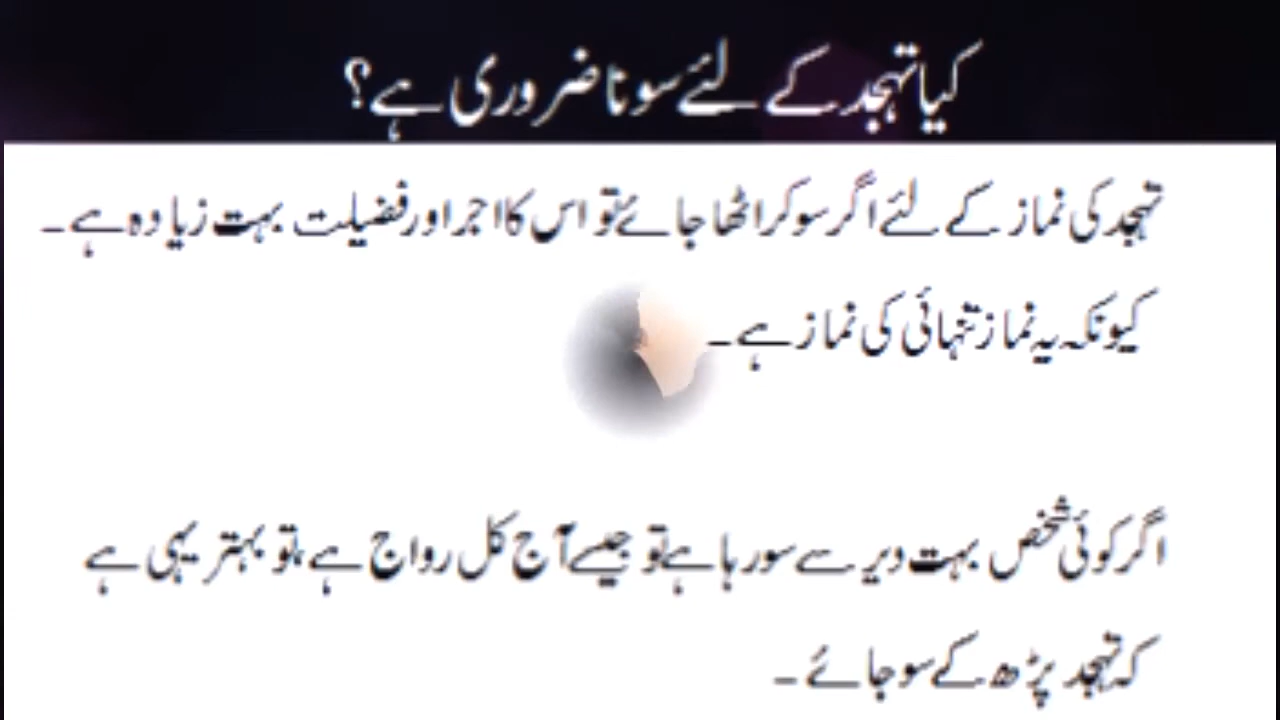 کیا تہجد کے لئے سونا ضروری ہے؟
تہجد کی نماز کے لئے اگر سو کر اٹھا جائے تو اس کا اجر اور فضیلت بہت زیادہ ہے۔
کیونکہ یہ نماز تنہائی کی نماز ہے۔
اگر کوئی شخص بہت دیر سے سو رہا ہے تو جیسے آج کل رواج ہے، تو بہتر یہی ہے
کہ تہجد پڑھ کے سو جائے۔